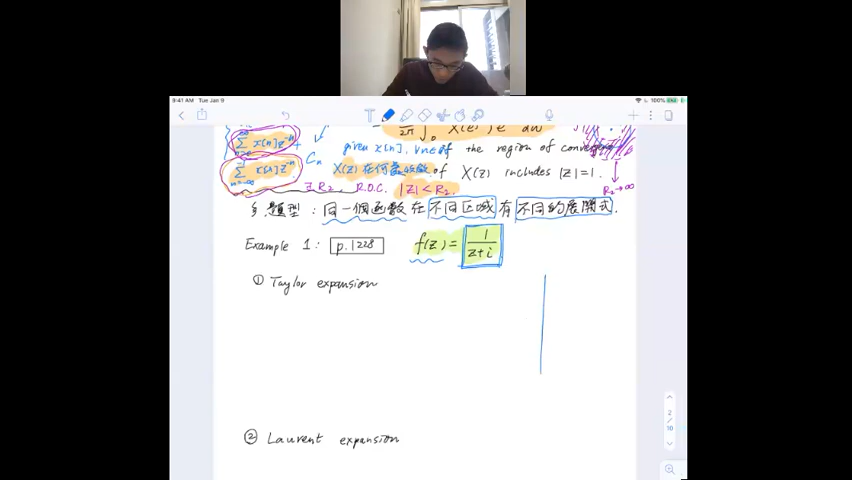 9:41 AM Tue Jan 9
100%
given x[n], the region of convergence
X(z) 在何處收斂 of X(z) includes |z|=1.
∃ R₂ R.O.C. |z| < R₂
R₂→∞
題型: 同一個函數在不同區域有不同的展開式.
Example 1: p.1228 f(z) = 1/(z+i)
① Taylor expansion
② Laurent expansion
2
10